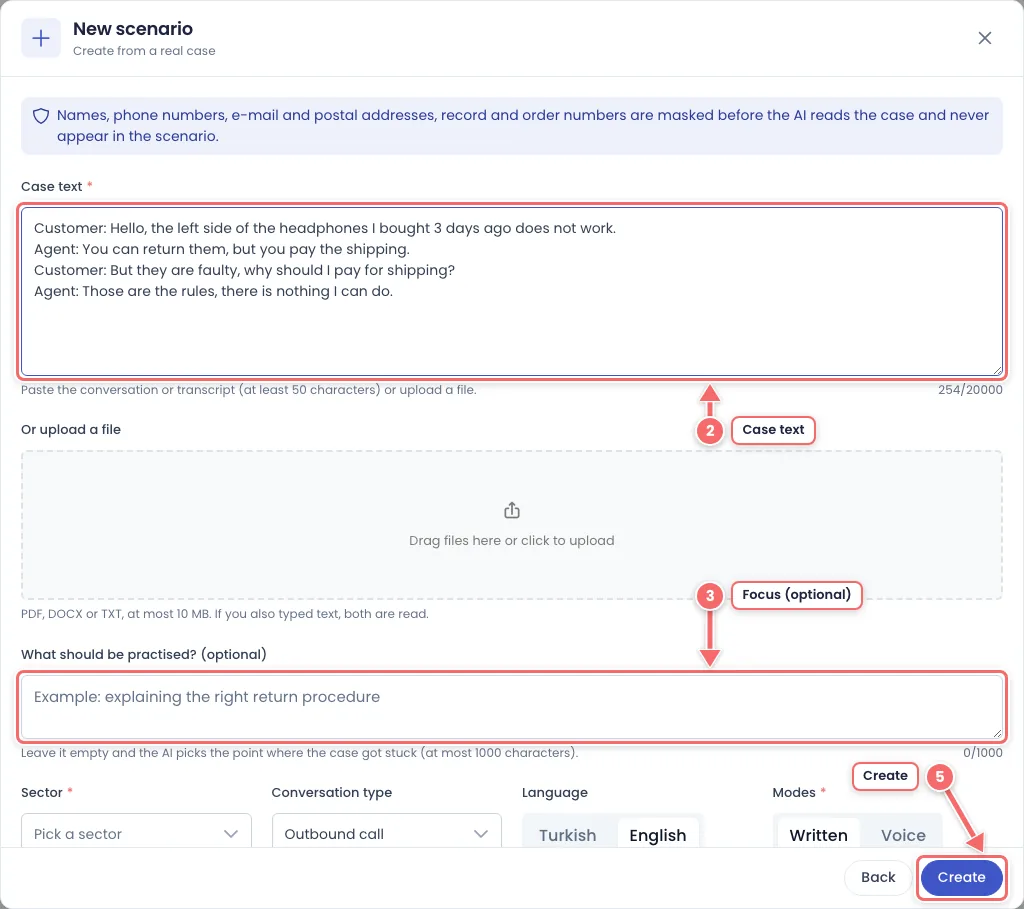 New scenario
Create from a real case
Names, phone numbers, e-mail and postal addresses, record and order numbers are masked before the AI reads the case and never
appear in the scenario.
Case text *
Customer: Hello, the left side of the headphones I bought 3 days ago does not work.
Agent: You can return them, but you pay the shipping.
Customer: But they are faulty, why should I pay for shipping?
Agent: Those are the rules, there is nothing I can do.
Paste the conversation or transcript (at least 50 characters) or upload a file.
254/20000
Or upload a file
2
Case text
Drag files here or click to upload
3
Focus (optional)
PDF, DOCX or TXT, at most 10 MB. If you also typed text, both are read.
What should be practised? (optional)
Example: explaining the right return procedure
Leave it empty and the AI picks the point where the case got stuck (at most 1000 characters).
0/1000
Create
5
Sector *
Conversation type
Language
Modes *
Pick a sector
Outbound call
Turkish
English
Written
Voice
Back
Create